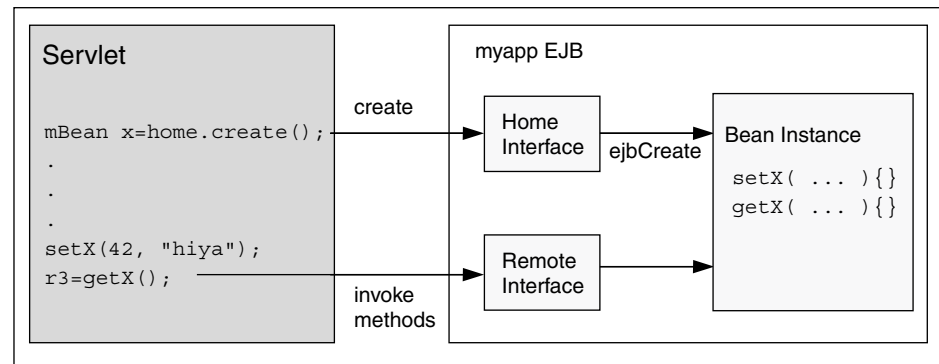 Servlet
mBean x=home.create();
.
.
.
setX(42, "hiya");
r3=getX();
create
invoke
methods
myapp EJB
Home
Interface
ejbCreate
Remote
Interface
Bean Instance
setX( ... ){}
getX( ... ){}